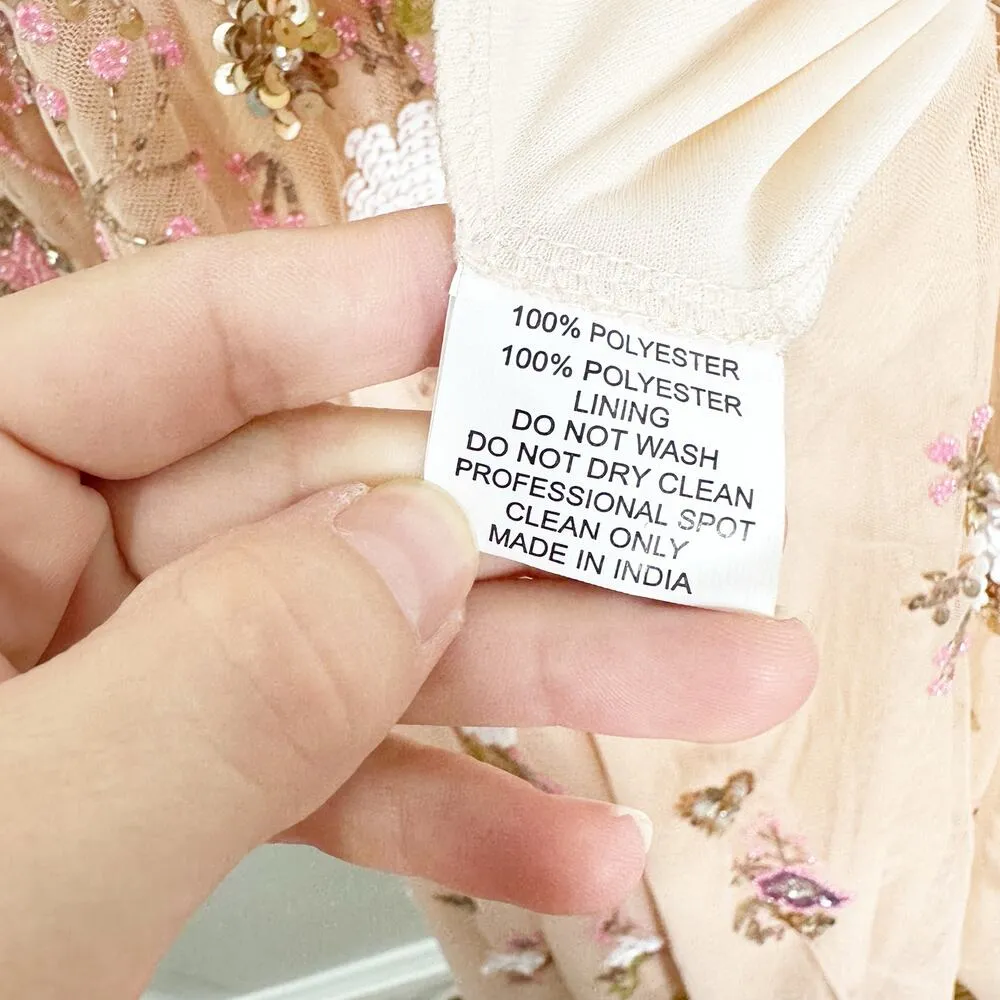 100% POLYESTER
100% POLYESTER
LINING
DO NOT WASH
DO NOT DRY CLEAN
PROFESSIONAL SPOT
CLEAN ONLY
MADE IN INDIA